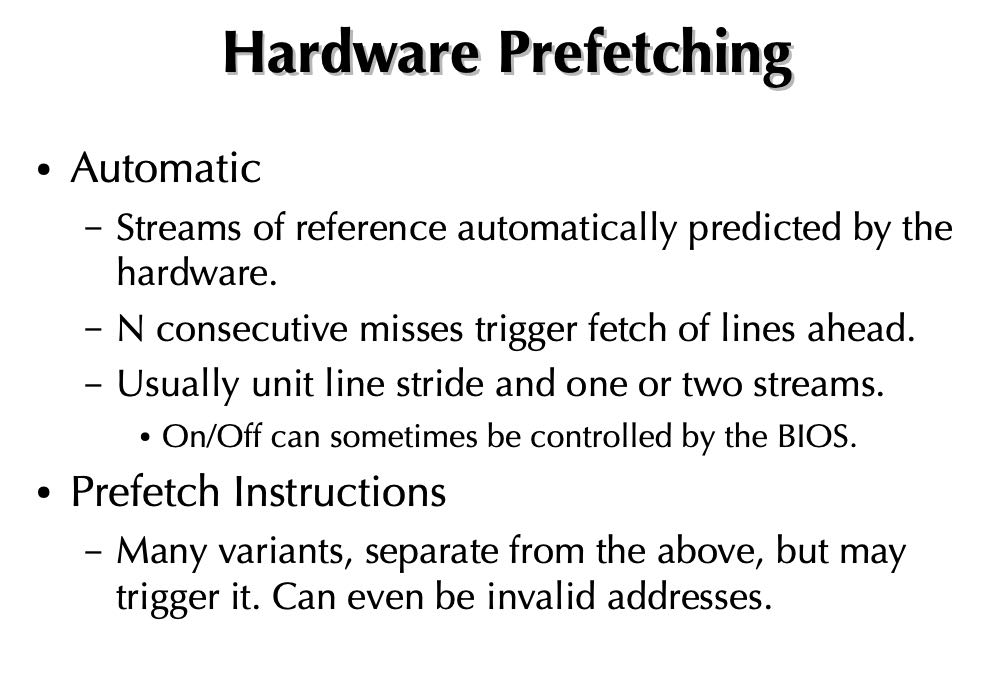 Hardware Prefetching
• Automatic
– Streams of reference automatically predicted by the
hardware.
– N consecutive misses trigger fetch of lines ahead.
– Usually unit line stride and one or two streams.
• On/Off can sometimes be controlled by the BIOS.
• Prefetch Instructions
– Many variants, separate from the above, but may
trigger it. Can even be invalid addresses.